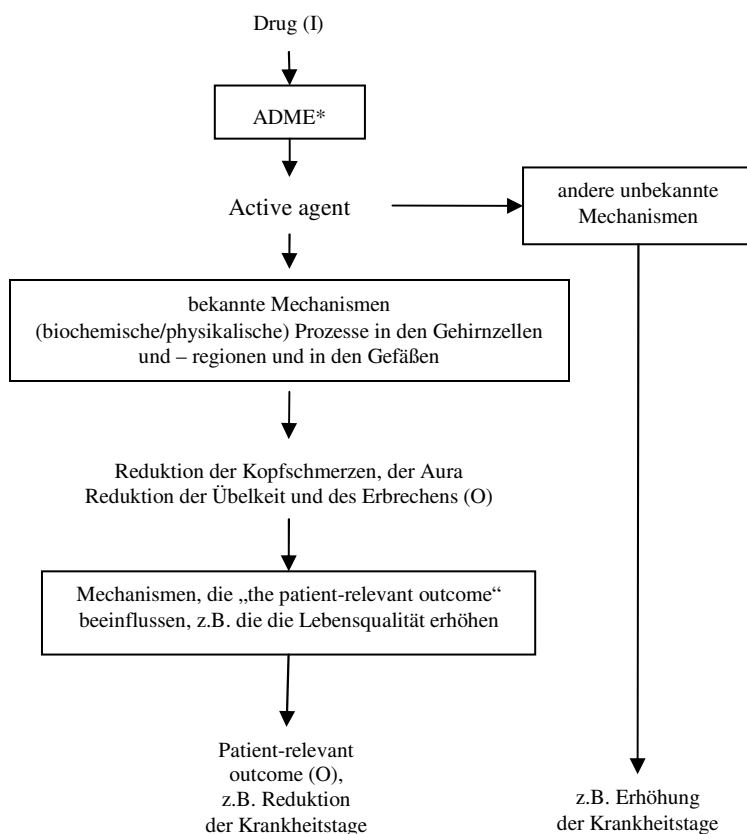 Drug (I)
ADME*
Active agent
andere unbekannte
Mechanismen
bekannte Mechanismen
(biochemische/physikalische) Prozesse in den Gehirnzellen
und – regionen und in den Gefäßen
Reduktion der Kopfschmerzen, der Aura
Reduktion der Übelkeit und des Erbrechens (O)
Mechanismen, die „the patient-relevant outcome“
beeinflussen, z.B. die die Lebensqualität erhöhen
Patient-relevant
outcome (O),
z.B. Reduktion
der Krankheitstage
z.B. Erhöhung
der Krankheitstage